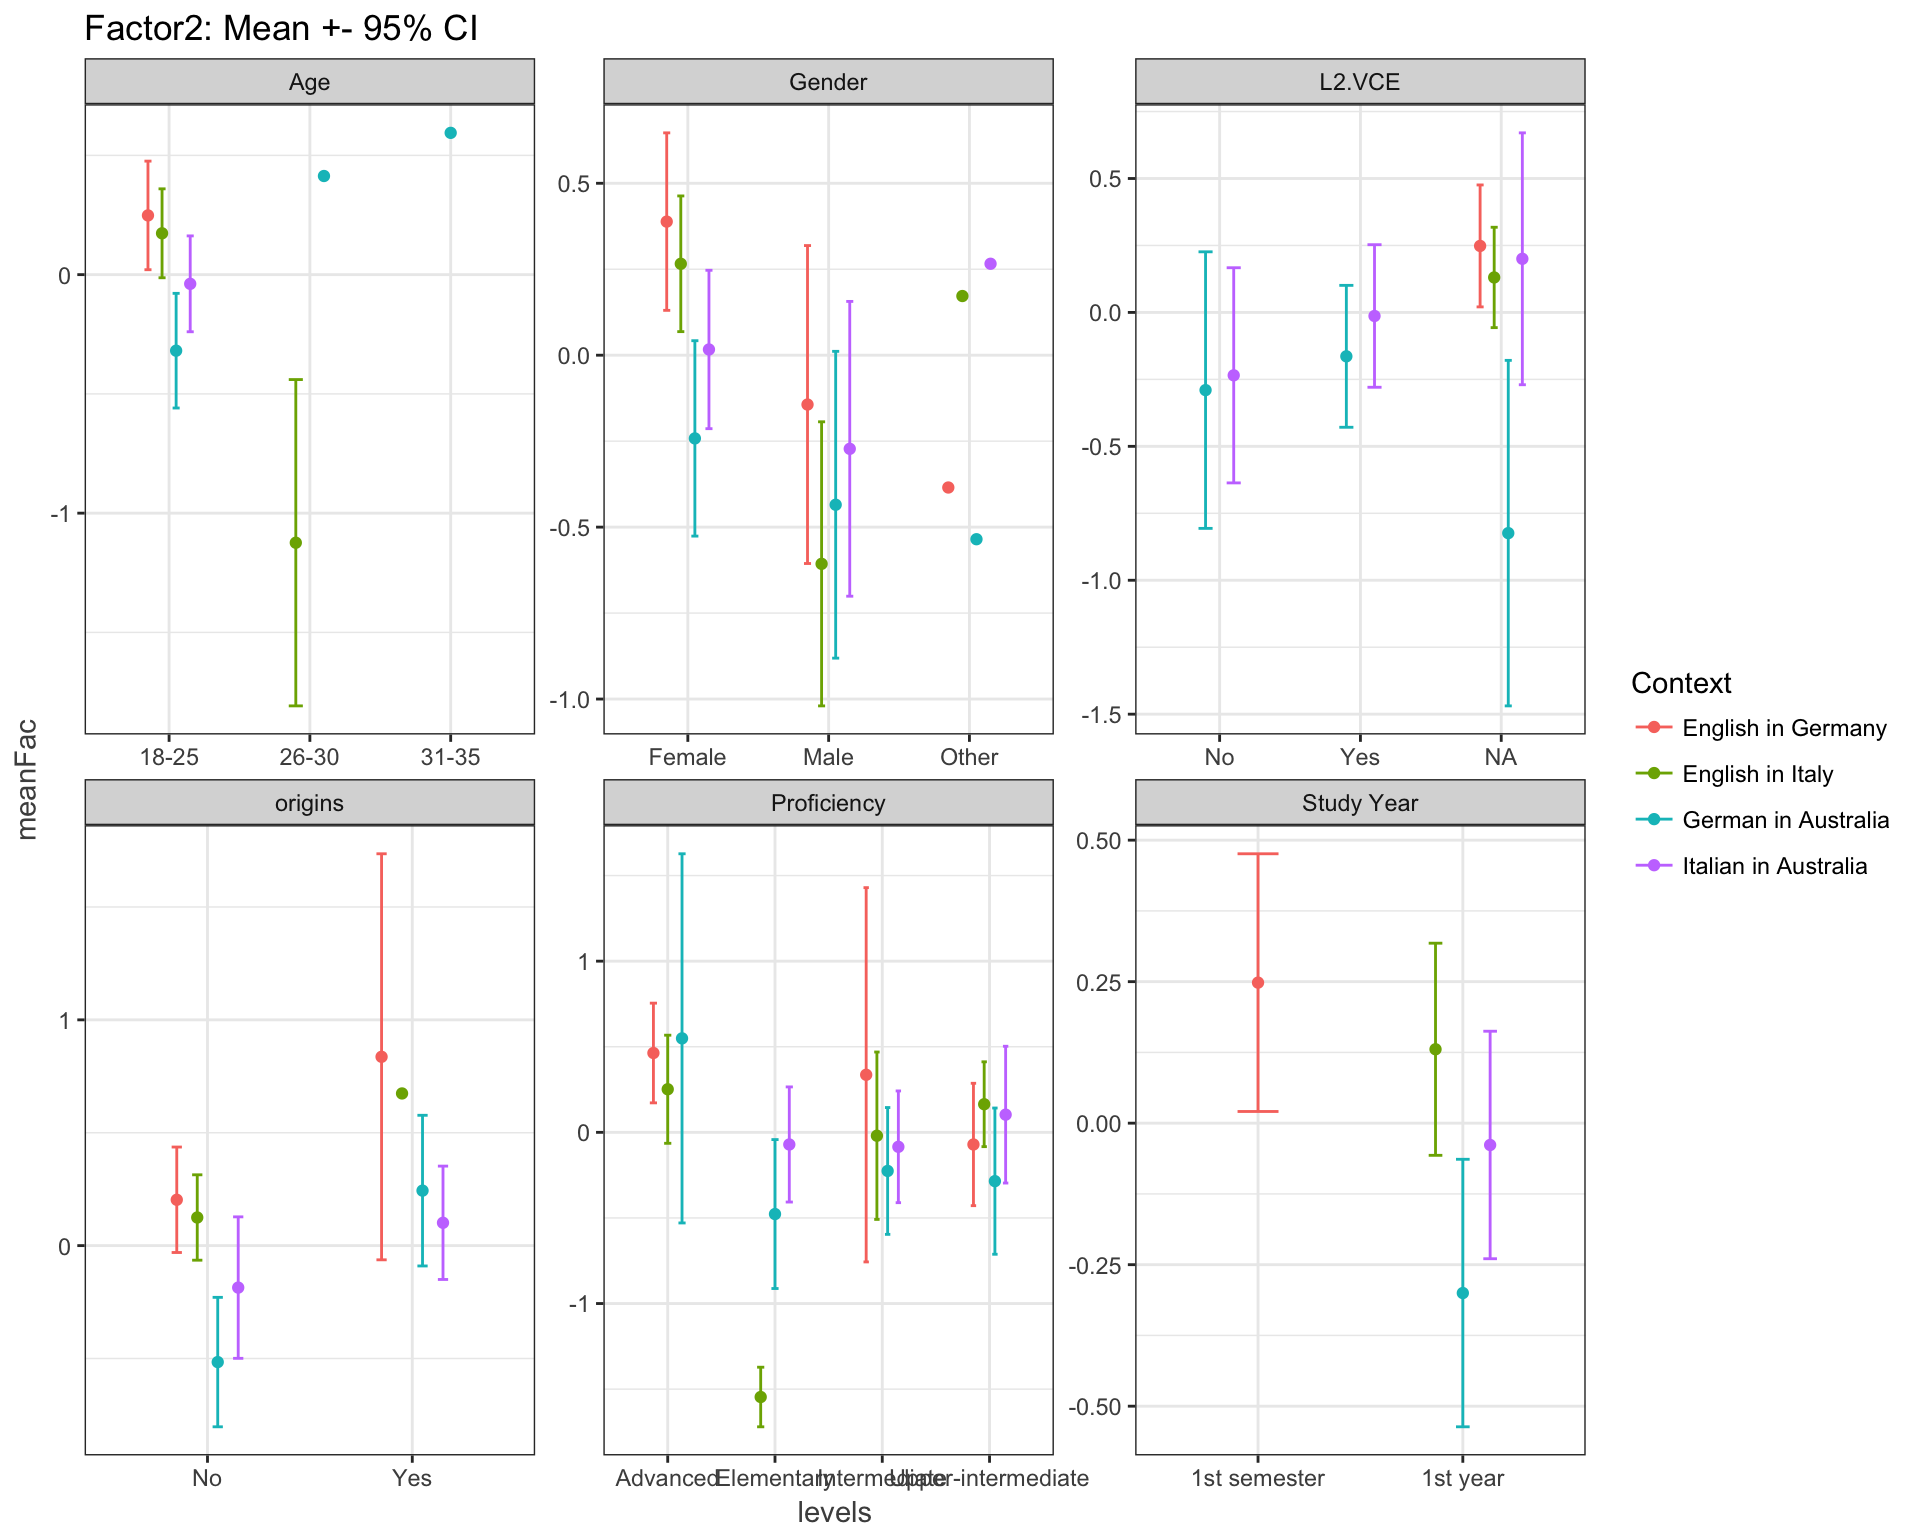 Factor2: Mean +- 95% CI
Age
Gender
L2.VCE
0
-1
0.5
0.0
-0.5
-1.0
0.5
0.0
-0.5
-1.0
-1.5
18-25
26-30
31-35
Female
Male
Other
No
Yes
NA
origins
Proficiency
Study Year
1
0
1
0
-1
0.50
0.25
0.00
-0.25
-0.50
No
Yes
Advanced
Elementary
Intermediate
Upper-intermediate
1st semester
1st year
levels
meanFac
Context
English in Germany
English in Italy
German in Australia
Italian in Australia